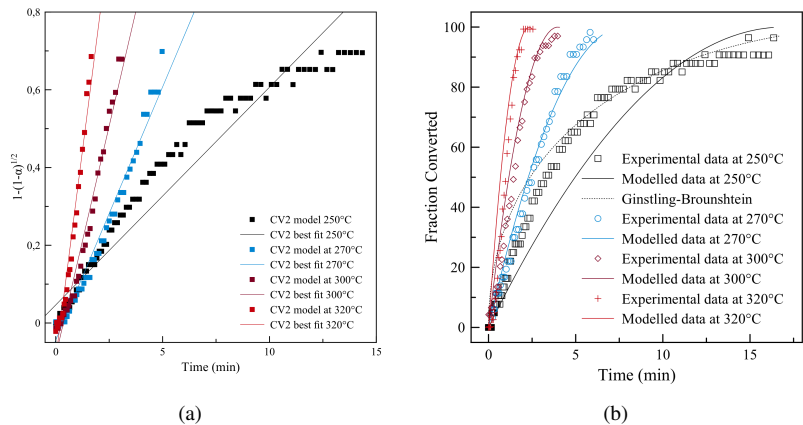 0,8
0,6
0,4
0,2
0
1-(1-α)^1/2
CV2 model 250°C
CV2 best fit 250°C
CV2 model at 270°C
CV2 best fit 270°C
CV2 model at 300°C
CV2 best fit 300°C
CV2 model at 320°C
CV2 best fit 320°C
0 5 10 15
Time (min)
(a)
100
80
60
40
20
0
Fraction Converted
Experimental data at 250°C
Modelled data at 250°C
Ginstling-Brounshtein
Experimental data at 270°C
Modelled data at 270°C
Experimental data at 300°C
Modelled data at 300°C
Experimental data at 320°C
Modelled data at 320°C
0 5 10 15
Time (min)
(b)